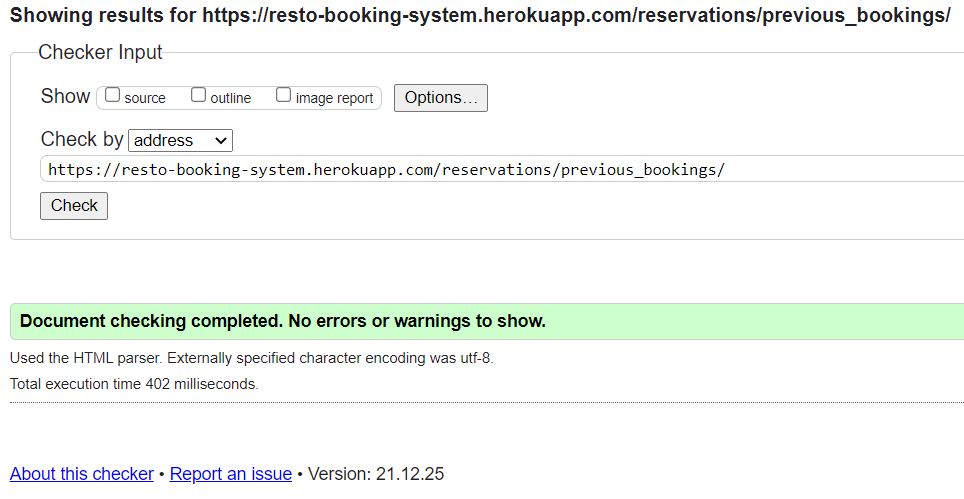 Showing results for https://resto-booking-system.herokuapp.com/reservations/previous_bookings/
Checker Input
Show source outline image report Options...
Check by address
https://resto-booking-system.herokuapp.com/reservations/previous_bookings/
Check
Document checking completed. No errors or warnings to show.
Used the HTML parser. Externally specified character encoding was utf-8.
Total execution time 402 milliseconds.
About this checker • Report an issue • Version: 21.12.25